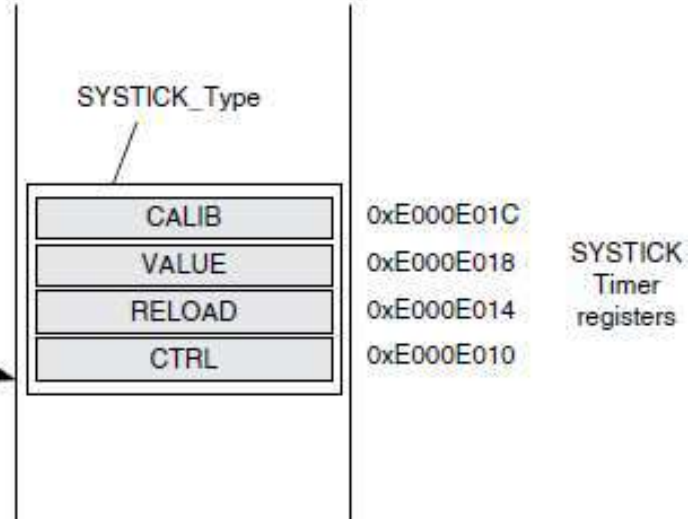 SYSTICK_Type
CALIB 0xE000E01C
VALUE 0xE000E018
RELOAD 0xE000E014
CTRL 0xE000E010
SYSTICK
Timer
registers